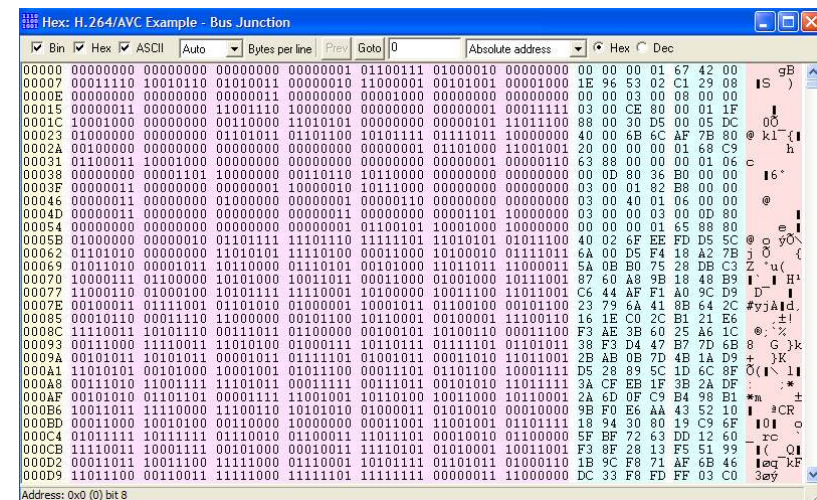 Hex: H.264/AVC Example - Bus Junction
Bin Hex ASCII Auto Bytes per line Prev Goto 0 Absolute address Hex Dec
00000 00000000 00000000 00000000 00000001 01100111 01000010 00000000 00 00 00 01 67 42 00 gB
00007 00011110 10010110 01010011 00000010 11000001 00101001 00001000 1E 96 53 02 C1 29 08 S )
0000E 00000000 00000000 00000011 00000000 00001000 00000000 00000000 00 00 03 00 08 00 00
00015 00000011 00000000 11001110 10000000 00000000 00000001 00011111 03 00 CE 80 00 01 1F
0001C 10001000 00000000 00110000 11010101 00000000 00000101 11011100 88 00 30 D5 00 05 DC 0Õ
00023 01000000 00000000 01101011 01101100 10101111 01111011 10000000 40 00 6B 6C AF 7B 80 @ kl¯{
0002A 00100000 00000000 00000000 00000000 00000001 01101000 11001001 20 00 00 00 01 68 C9 h
00031 01100011 10001000 00000000 00000000 00000000 00000001 00000110 63 88 00 00 00 01 06 c
00038 00000000 00001101 10000000 00110110 10110000 00000000 00000000 00 0D 80 36 B0 00 00 6°
0003F 00000011 00000000 00000001 10000010 10111000 00000000 00000000 03 00 01 82 B8 00 00
00046 00000011 00000000 01000000 00000001 00000110 00000000 00000000 03 00 40 01 06 00 00 @
0004D 00000011 00000000 00000000 00000011 00000000 00001101 10000000 03 00 00 03 00 0D 80
00054 00000000 00000000 00000000 00000001 01100101 10001000 10000000 00 00 00 01 65 88 80 e
0005B 01000000 00000010 01101111 11101110 11111101 11010101 01011100 40 02 6F EE FD D5 5C @ o ýÕ\
00062 01101010 00000000 11010101 11110100 00011000 10100010 01111011 6A 00 D5 F4 18 A2 7B j Õ {
00069 01011010 00001011 10110000 01110101 00101000 11011011 11000011 5A 0B B0 75 28 DB C3 Z °u(
00070 10000111 01100000 10101000 10011011 00011000 01001000 10111001 87 60 A8 9B 18 48 B9 H¹
00077 11000110 01000100 10101111 11110001 10100000 10011100 11011001 C6 44 AF F1 A0 9C D9 D¯
0007E 00100011 01111001 01101010 01000001 10001011 01100100 00101100 23 79 6A 41 8B 64 2C #yjA d,
00085 00010110 00011110 11000000 00101100 10110001 00100001 11100110 16 1E C0 2C B1 21 E6 ,±!
0008C 11110011 10101110 00111011 01100000 00100101 10100110 00011100 F3 AE 3B 60 25 A6 1C ®;`%
00093 00111000 11110011 11010100 01000111 10110111 01111101 01101011 38 F3 D4 47 B7 7D 6B 8 G }k
0009A 00101011 10101011 00001011 01111101 01001011 00011010 11011001 2B AB 0B 7D 4B 1A D9 + }K
000A1 11010101 00101000 10001001 01011100 00011101 01101100 10001111 D5 28 89 5C 1D 6C 8F Õ( \ l
000A8 00111010 11001111 11101011 00011111 00111011 00101010 11011111 3A CF EB 1F 3B 2A DF : ;*
000AF 00101010 01101101 00001111 11001001 10110100 10011000 10110001 2A 6D 0F C9 B4 98 B1 *m ±
000B6 10011011 11110000 11100110 10101010 01000011 01010010 00010000 9B F0 E6 AA 43 52 10 ªCR
000BD 00011000 10010100 00110000 10000000 00011001 11001001 01101111 18 94 30 80 19 C9 6F 0 o
000C4 01011111 10111111 01110010 01100011 11011101 00010010 01100000 5F BF 72 63 DD 12 60 _ rc `
000CB 11110011 10001111 00101000 00010011 11110101 01010001 10011001 F3 8F 28 13 F5 51 99 ( Q
000D2 00011011 10011100 11111000 01110001 10101111 01101011 01000110 1B 9C F8 71 AF 6B 46 øq¯kF
000D9 11011100 00110011 11111000 11111101 11111111 00000011 11000000 DC 33 F8 FD FF 03 C0 3øý
Address: 0x0 (0) bit 8